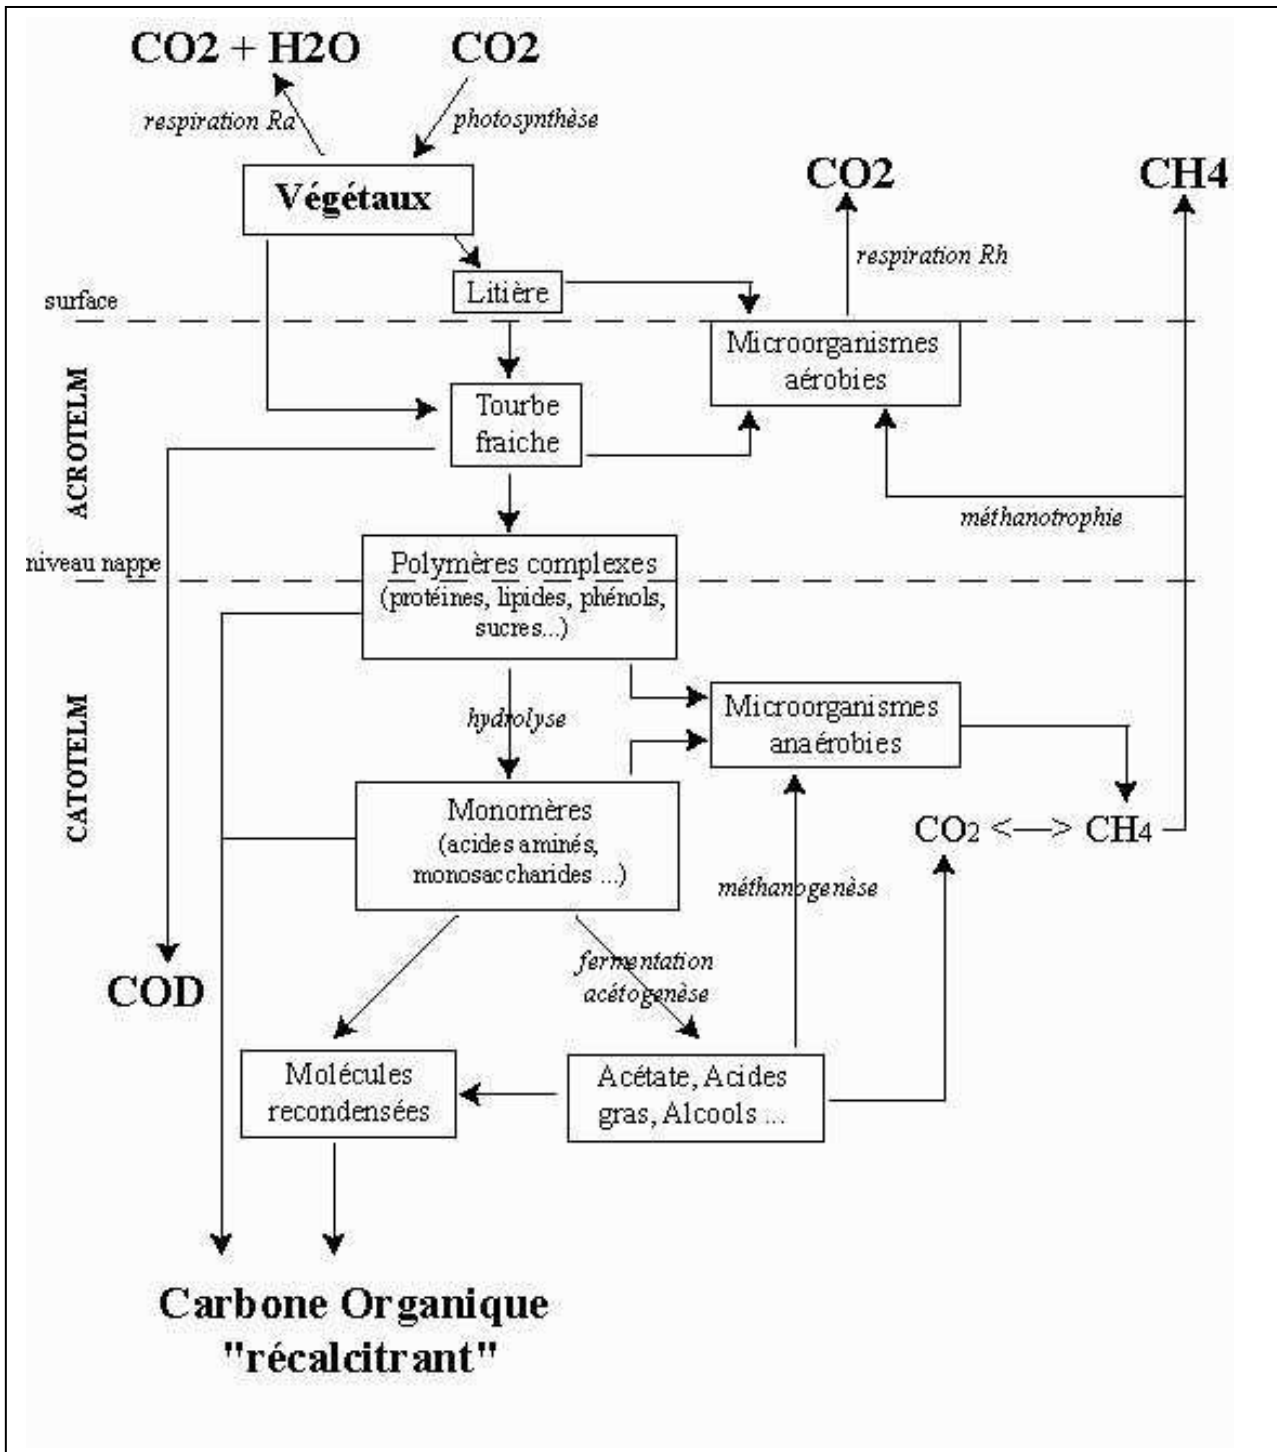 CO2 + H2O
CO2
respiration Ra
photosynthèse
Végétaux
CO2
CH4
respiration Rh
Litière
surface
Microorganismes
aérobies
ACROTELM
Tourbe
fraiche
méthanotrophie
niveau nappe
Polymères complexes
(protéines, lipides, phénols,
sucres...)
CATOTELM
hydrolyse
Microorganismes
anaérobies
Monomères
(acides aminés,
monosaccharides ...)
CO2 <—> CH4
méthanogenèse
COD
fermentation
acétogenèse
Molécules
recondensées
Acétate, Acides
gras, Alcools ...
Carbone Organique
"récalcitrant"